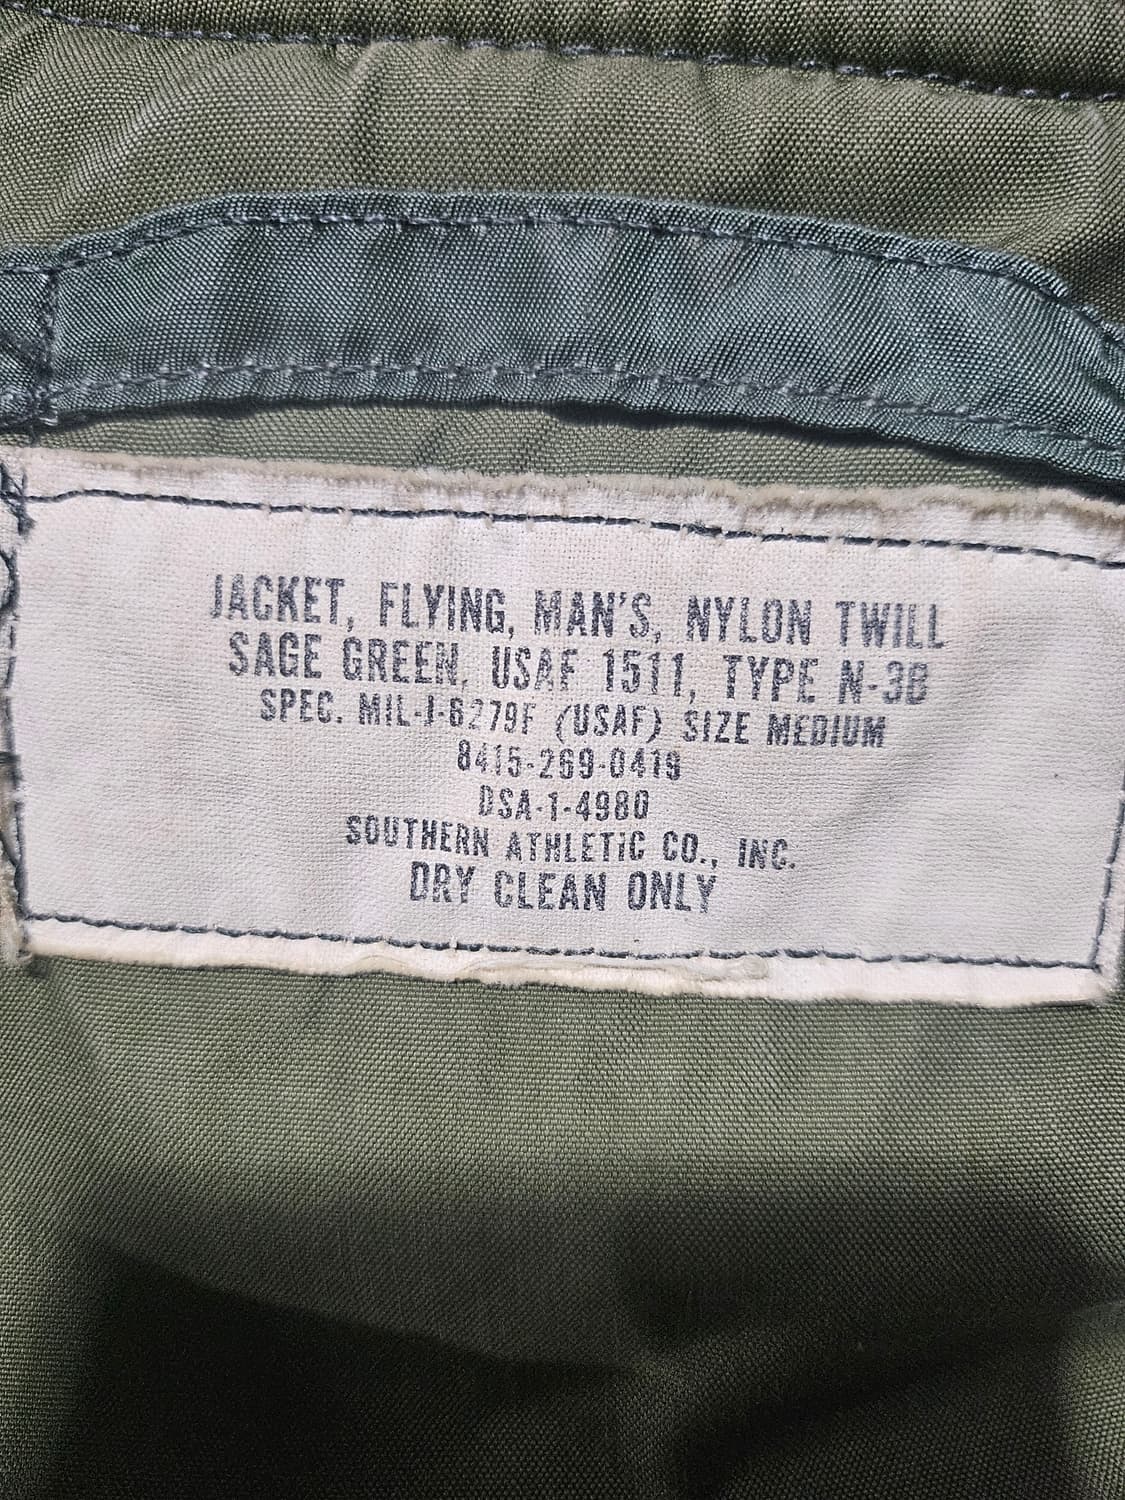 JACKET, FLYING, MAN'S, NYLON TWILL
SAGE GREEN, USAF 1511, TYPE N-3B
SPEC. MIL-J-6279F (USAF) SIZE MEDIUM
8415-269-0419
DSA-1-4980
SOUTHERN ATHLETiC CO., INC.
DRY CLEAN ONLY